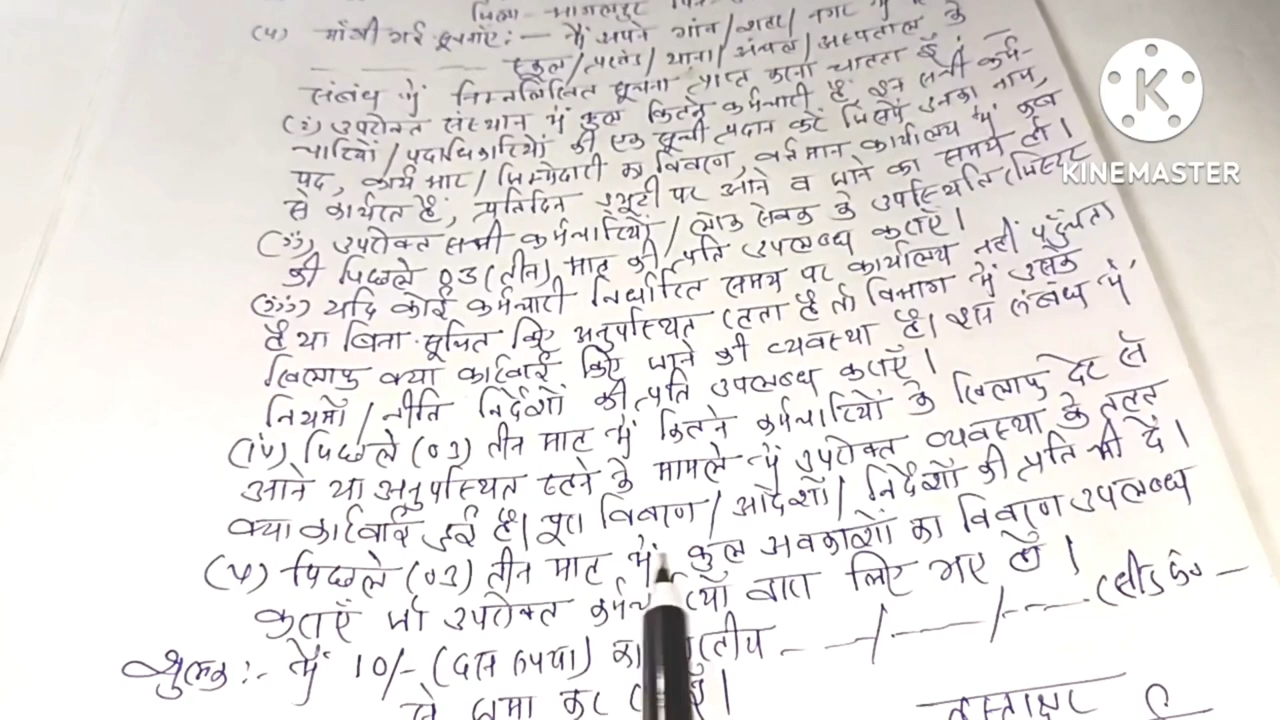 जिला - भागलपुर
(५) माँगी गई सूचनाएँ:- मैं अपने गांव/शहर/नगर में
स्कूल/प्रखंड/थाना/अंचल/अस्पताल के
संबंध में निम्नलिखित सूचना प्राप्त करना चाहता हूँ। -
(i) उपरोक्त संस्थान में कुल कितने कर्मचारी हैं इन सभी कर्म-
चारियों/पदाधिकारियों की एक सूची प्रदान करें जिसमें उनका नाम,
पद, कार्य भार/जिम्मेदारी का विवरण, वर्तमान कार्यालय में कब
से कार्यरत हैं, प्रतिदिन ड्यूटी पर आने व जाने का समय हो।
(ii) उपरोक्त सभी कर्मचारियों/लोक सेवक के उपस्थिति रजिस्टर
की पिछले 03 (तीन) माह की प्रति उपलब्ध कराएँ।
(iii) यदि कोई कर्मचारी निर्धारित समय पर कार्यालय नहीं पहुँचता
है या बिना सूचित किए अनुपस्थित रहता है तो विभाग में उसके
खिलाफ क्या कार्रवाई किए जाने की व्यवस्था है। इस संबंध में
नियमों/नीति निर्देशों की प्रति उपलब्ध कराएँ।
(iv) पिछले (03) तीन माह में कितने कर्मचारियों के खिलाफ देर से
आने या अनुपस्थित रहने के मामले में उपरोक्त व्यवस्था के तहत
क्या कार्रवाई हुई है। पूरा विवरण/आदेशों/निर्देशों की प्रति भी दें।
(v) पिछले (03) तीन माह में कुल अवकाशों का विवरण उपलब्ध
कराएँ जो उपरोक्त द्वारा लिए गए हो।
शुल्क:- मैं 10/- (दस रुपया) का
से जमा कर
हस्ताक्षर
KINEMASTER